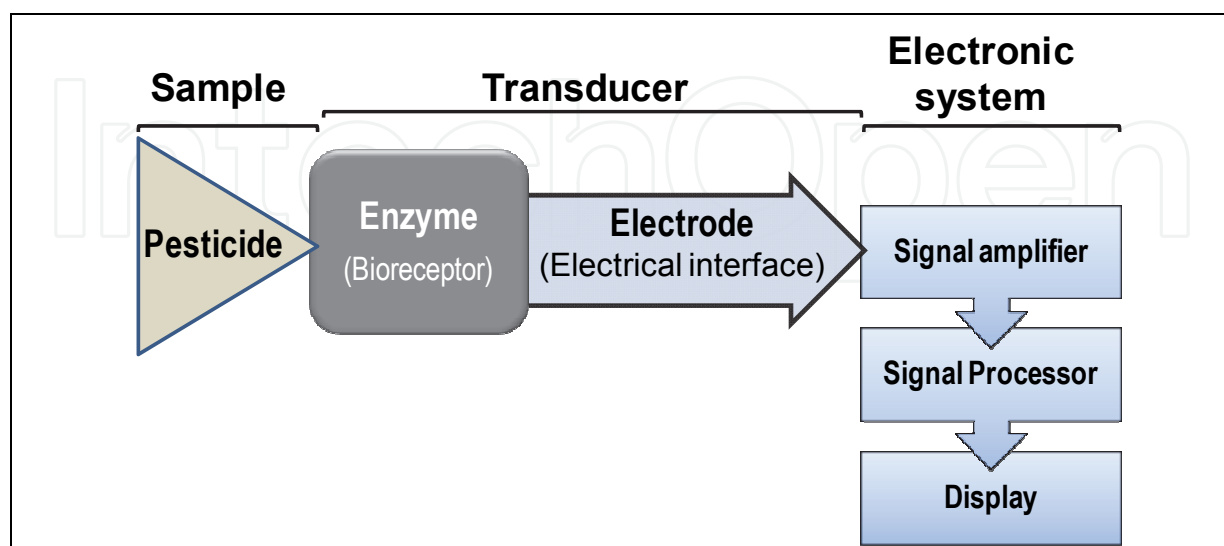 Electronic
system
Sample
Transducer
IntechOpen
Pesticide
Enzyme
(Bioreceptor)
Electrode
(Electrical interface)
Signal amplifier
Signal Processor
Display